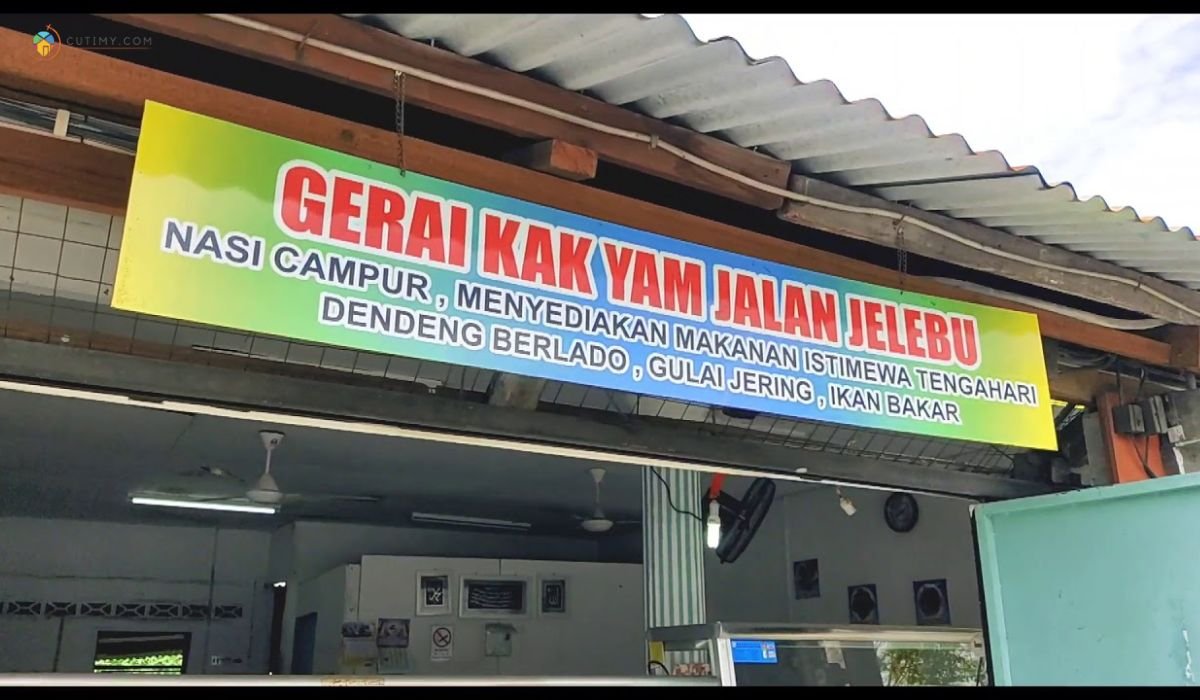 CUTIMY.COM
GERAI KAK YAM JALAN JELEBU
NASI CAMPUR , MENYEDIAKAN MAKANAN ISTIMEWA TENGAHARI
DENDENG BERLADO , GULAI JERING , IKAN BAKAR